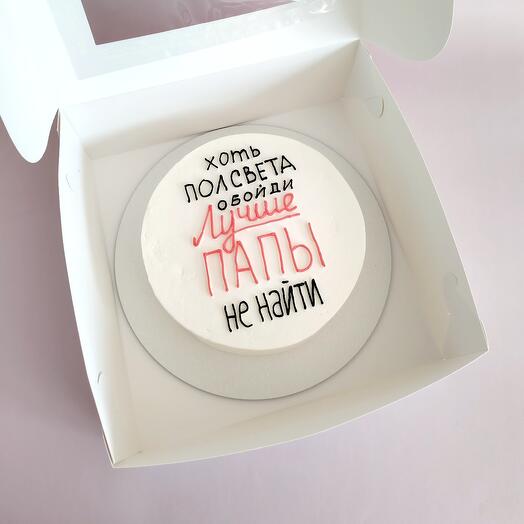 хоть
ПОЛСВЕТА
ОБОЙДИ
Лучше
ПАПЫ
не найти